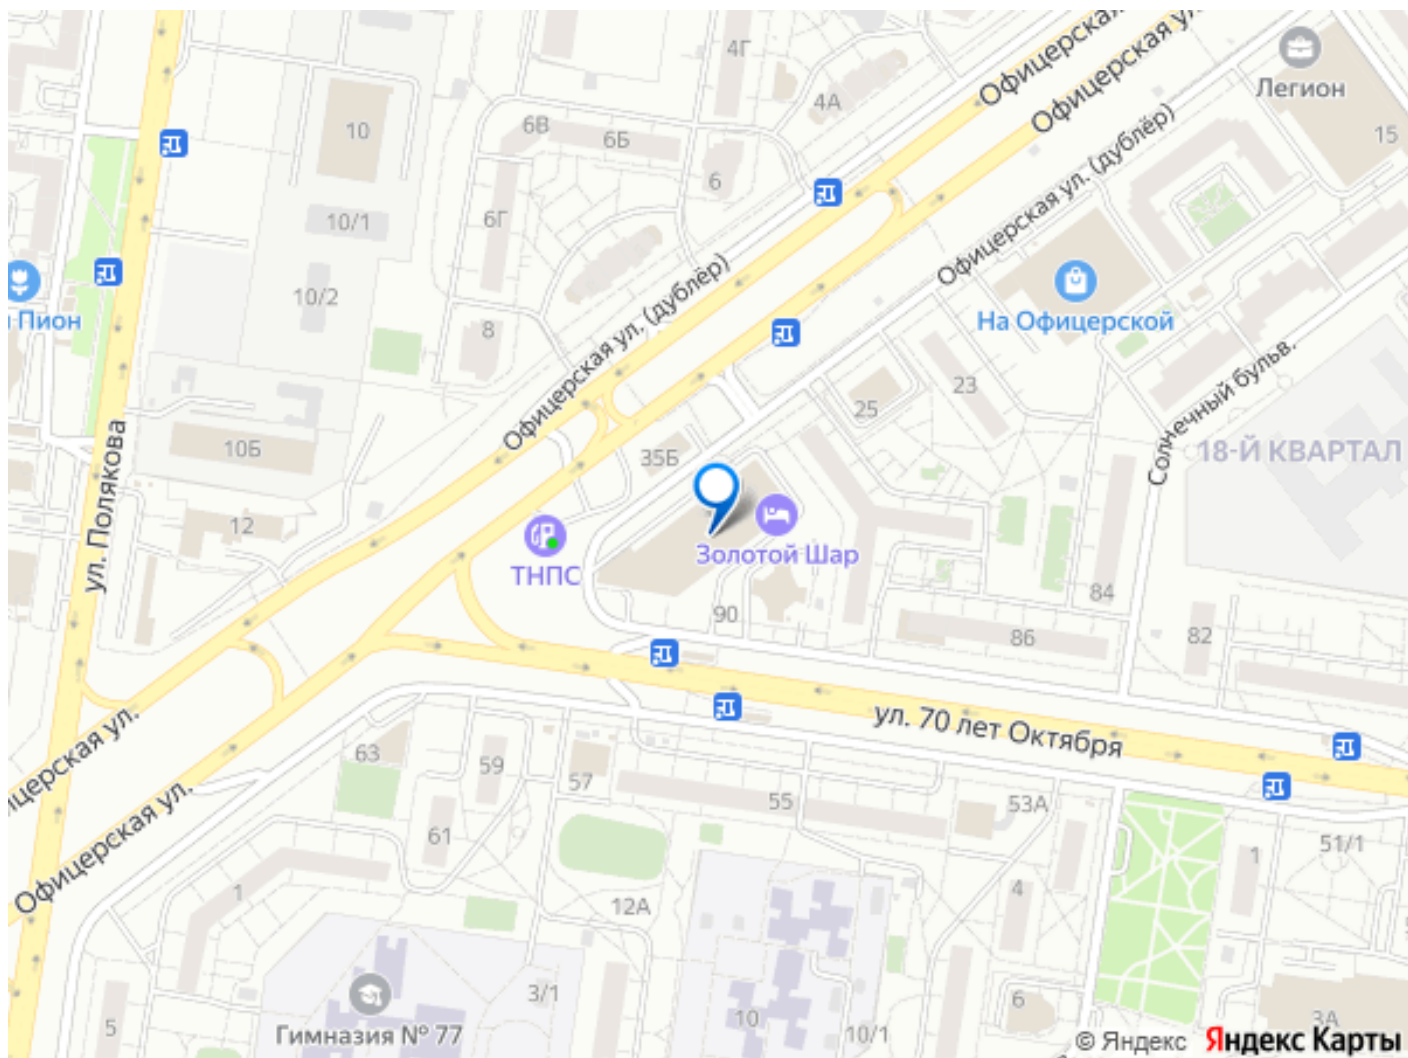 4Г
Офицерская
Офицерская ул.
Легион
4А
10
6В
6Б
15
6
Офицерская ул. (дублёр)
10/1
6Г
Офицерская ул. (дублёр)
10/2
Пион
8
На Офицерской
23
25
Солнечный бульв.
ул. Полякова
10Б
35Б
18-Й КВАРТАЛ
12
Золотой Шар
ТНПС
84
90
86
82
ул. 70 лет Октября
Офицерская ул.
63
59
57
55
53А
61
51/1
1
Офицерская ул.
1
4
12А
3/1
6
5
Гимназия № 77
10
10/1
3А
© Яндекс Яндекс Карты